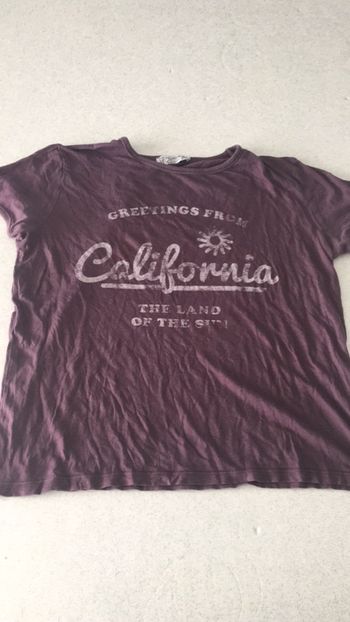 GREETINGS FROM
California
THE LAND
OF THE SUN